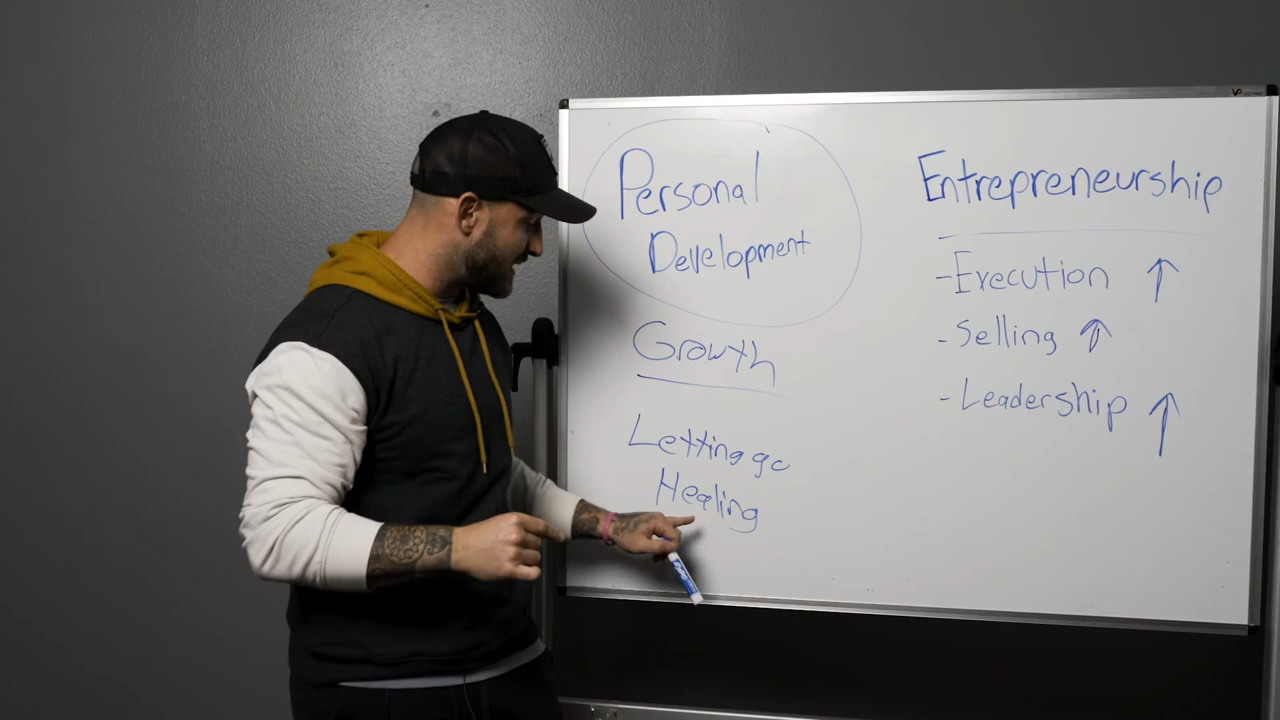 Personal
Development
Growth
Letting go
Healing
Entrepreneurship
-Execution ↑
-Selling ↑
-Leadership ↑